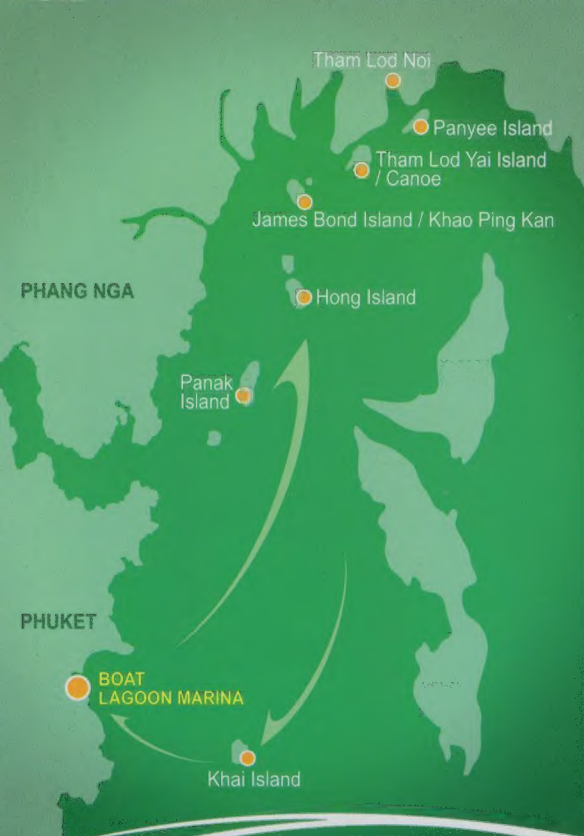 Tham Lod Noi
Panyee Island
Tham Lod Yai Island
/ Canoe
James Bond Island / Khao Ping Kan
PHANG NGA
Hong Island
Panak
Island
PHUKET
BOAT
LAGOON MARINA
Khai Island